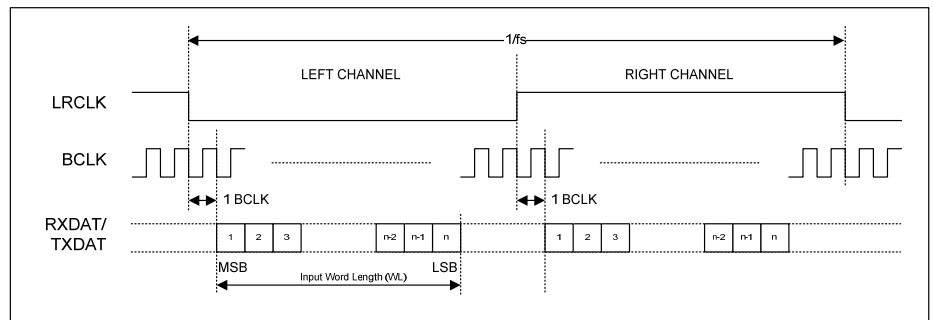 1/fs
LEFT CHANNEL RIGHT CHANNEL
LRCLK
BCLK
1 BCLK 1 BCLK
RXDAT/
TXDAT
1 2 3 n-2 n-1 n 1 2 3 n-2 n-1 n
MSB LSB
Input Word Length (WL)